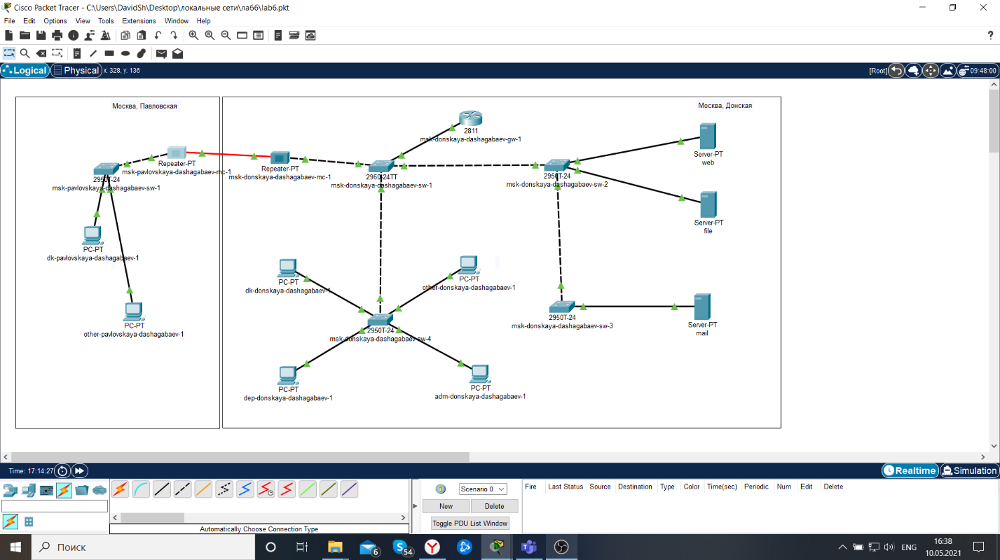 Cisco Packet Tracer - C:\Users\DavidSh\Desktop\локальные сети\лаб6\lab6.pkt
File Edit Options View Tools Extensions Window Help
?
Logical Physical x: 328, y: 136 [Root] 09:48:00
Москва, Павловская
Москва, Донская
2811
msk-donskaya-dashagabaev-gw-1
Server-PT
web
Repeater-PT
msk-pavlovskaya-dashagabaev-mc-1
Repeater-PT
msk-donskaya-dashagabaev-mc-1
2950T-24
msk-pavlovskaya-dashagabaev-sw-1
2960-24TT
msk-donskaya-dashagabaev-sw-1
2950T-24
msk-donskaya-dashagabaev-sw-2
Server-PT
file
PC-PT
dk-pavlovskaya-dashagabaev-1
PC-PT
dk-donskaya-dashagabaev-1
PC-PT
other-donskaya-dashagabaev-1
2950T-24
msk-donskaya-dashagabaev-sw-3
Server-PT
mail
PC-PT
other-pavlovskaya-dashagabaev-1
2950T-24
msk-donskaya-dashagabaev-sw-4
PC-PT
dep-donskaya-dashagabaev-1
PC-PT
adm-donskaya-dashagabaev-1
Time: 17:14:27 Realtime Simulation
Scenario 0
New Delete
Toggle PDU List Window
Fire Last Status Source Destination Type Color Time(sec) Periodic Num Edit Delete
Automatically Choose Connection Type
Поиск
6
54
ENG
16:38
10.05.2021